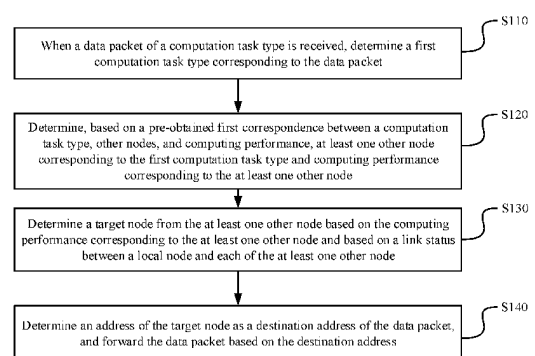 S110
When a data packet of a computation task type is received, determine a first
computation task type corresponding to the data packet
S120
Determine, based on a pre-obtained first correspondence between a computation
task type, other nodes, and computing performance, at least one other node
corresponding to the first computation task type and computing performance
corresponding to the at least one other node
S130
Determine a target node from the at least one other node based on the computing
performance corresponding to the at least one other node and based on a link status
between a local node and each of the at least one other node
S140
Determine an address of the target node as a destination address of the data packet,
and forward the data packet based on the destination address